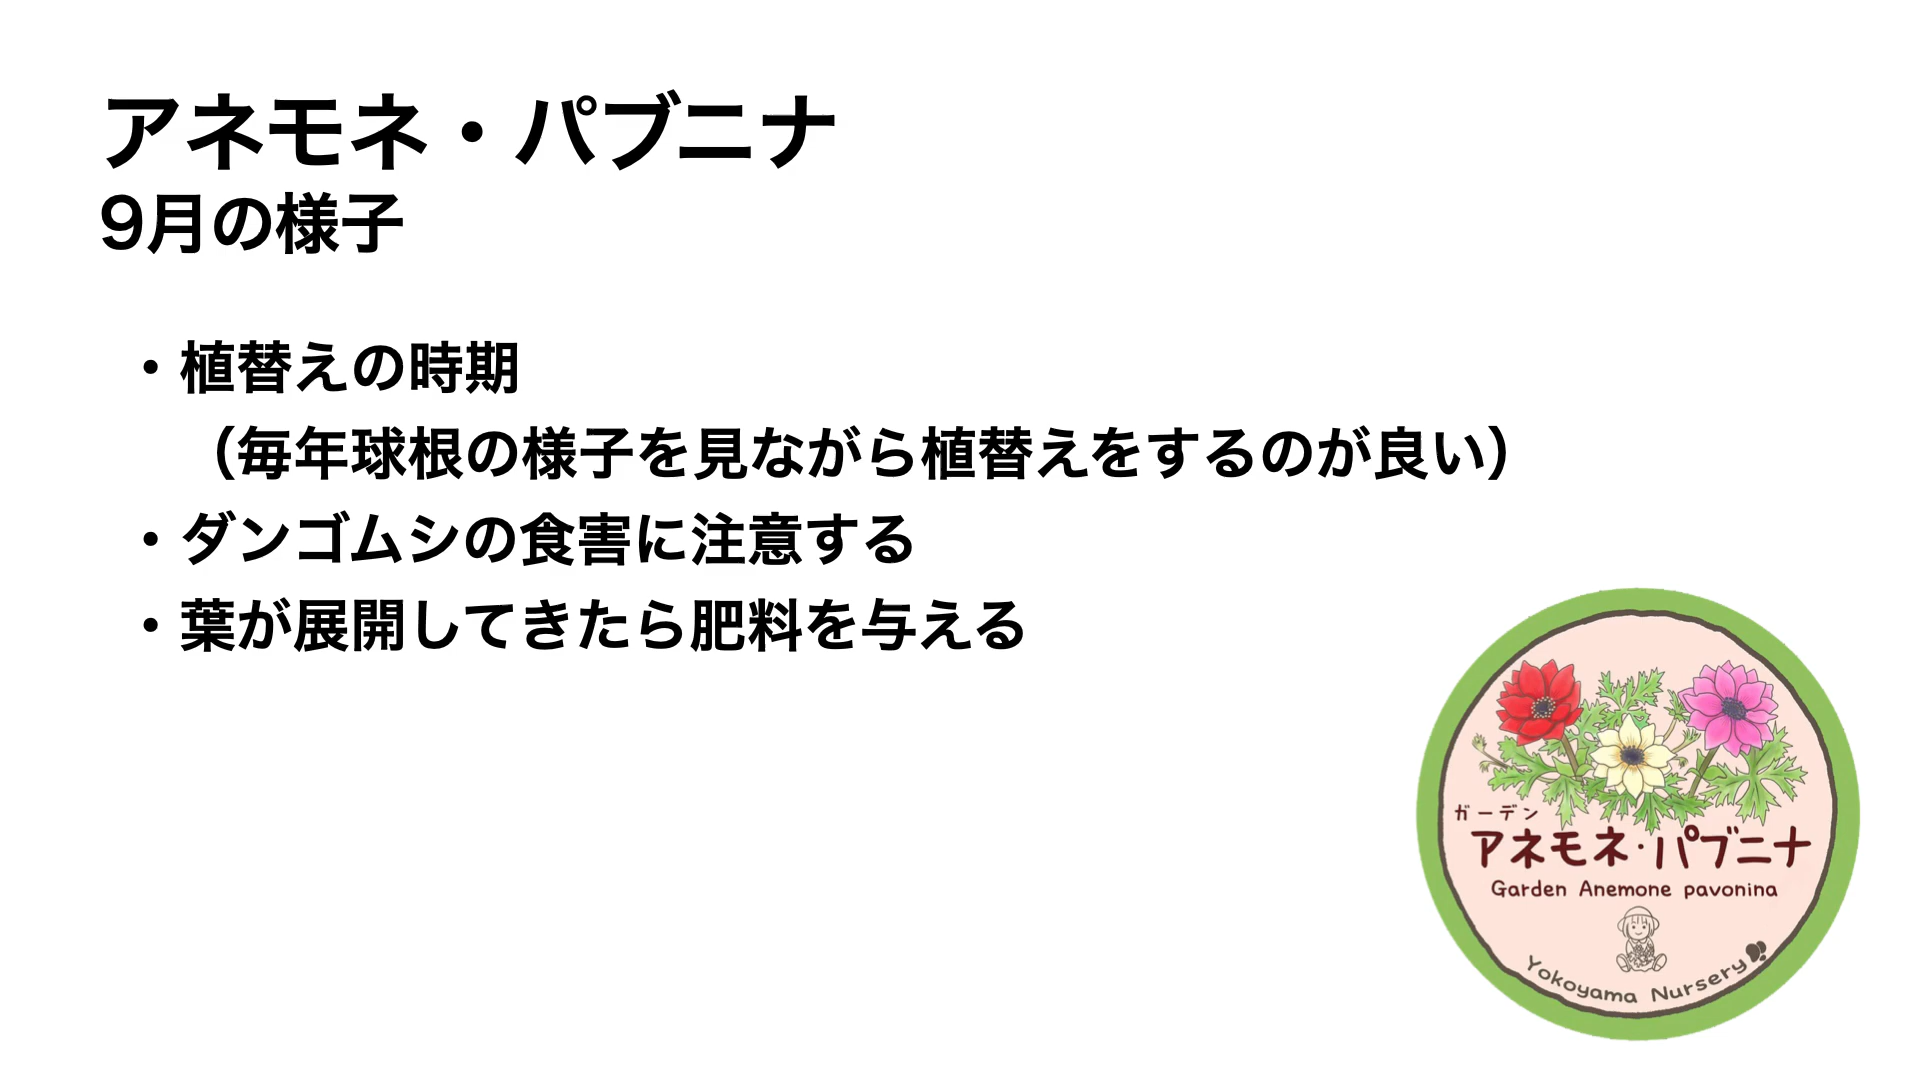 アネモネ・パブニナ
9月の様子
・植替えの時期
（毎年球根の様子を見ながら植替えをするのが良い）
・ダンゴムシの食害に注意する
・葉が展開してきたら肥料を与える
ガーデン
アネモネ・パブニナ
Garden Anemone pavonina
Yokoyama Nursery